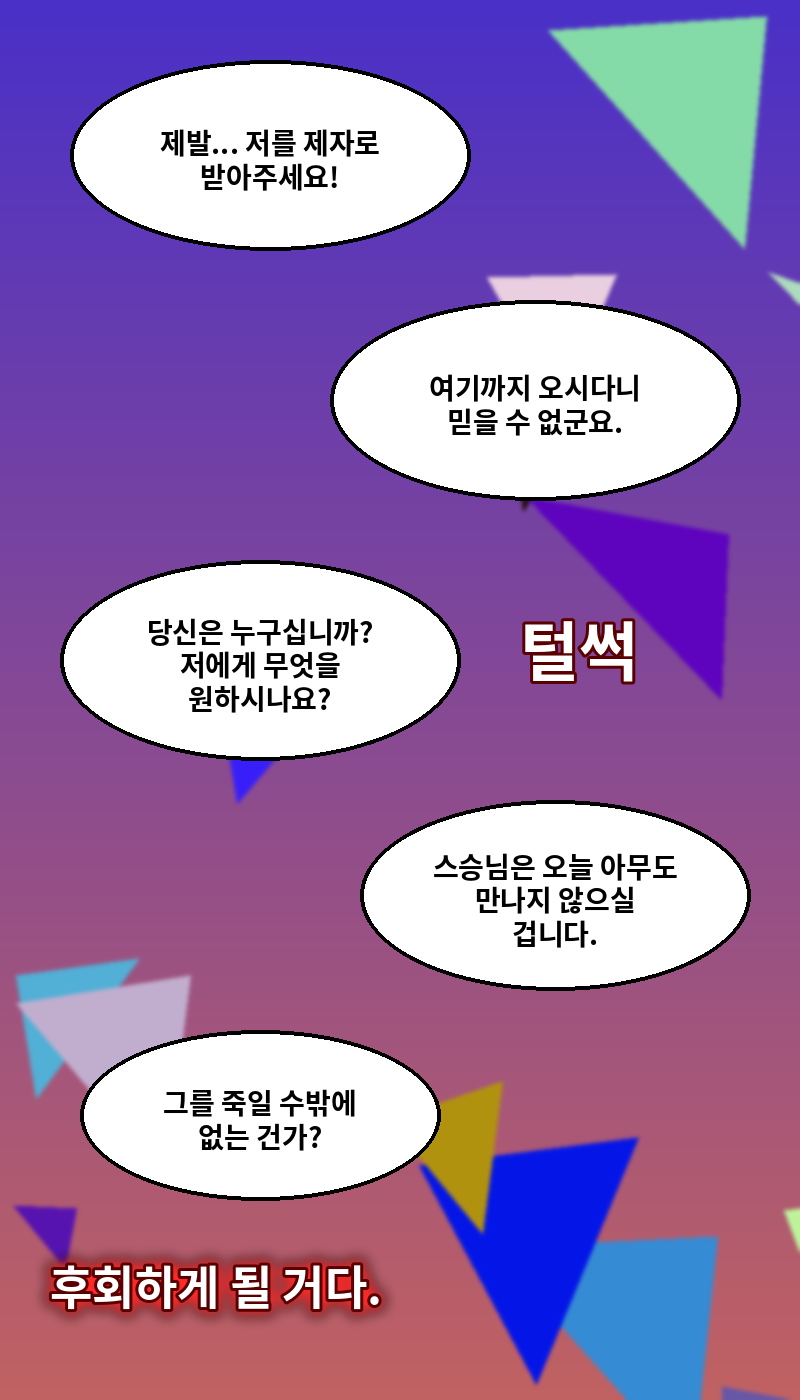 제발... 저를 제자로
받아주세요!
여기까지 오시다니
믿을 수 없군요.
당신은 누구십니까?
저에게 무엇을
원하시나요?
털썩
스승님은 오늘 아무도
만나지 않으실
겁니다.
그를 죽일 수밖에
없는 건가?
후회하게 될 거다.